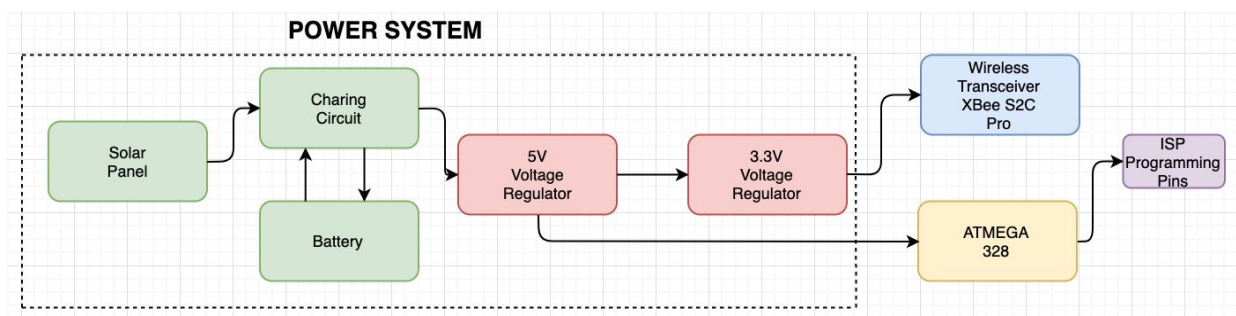 POWER SYSTEM
Solar
Panel
Charing
Circuit
Battery
5V
Voltage
Regulator
3.3V
Voltage
Regulator
Wireless
Transceiver
XBee S2C
Pro
ATMEGA
328
ISP
Programming
Pins